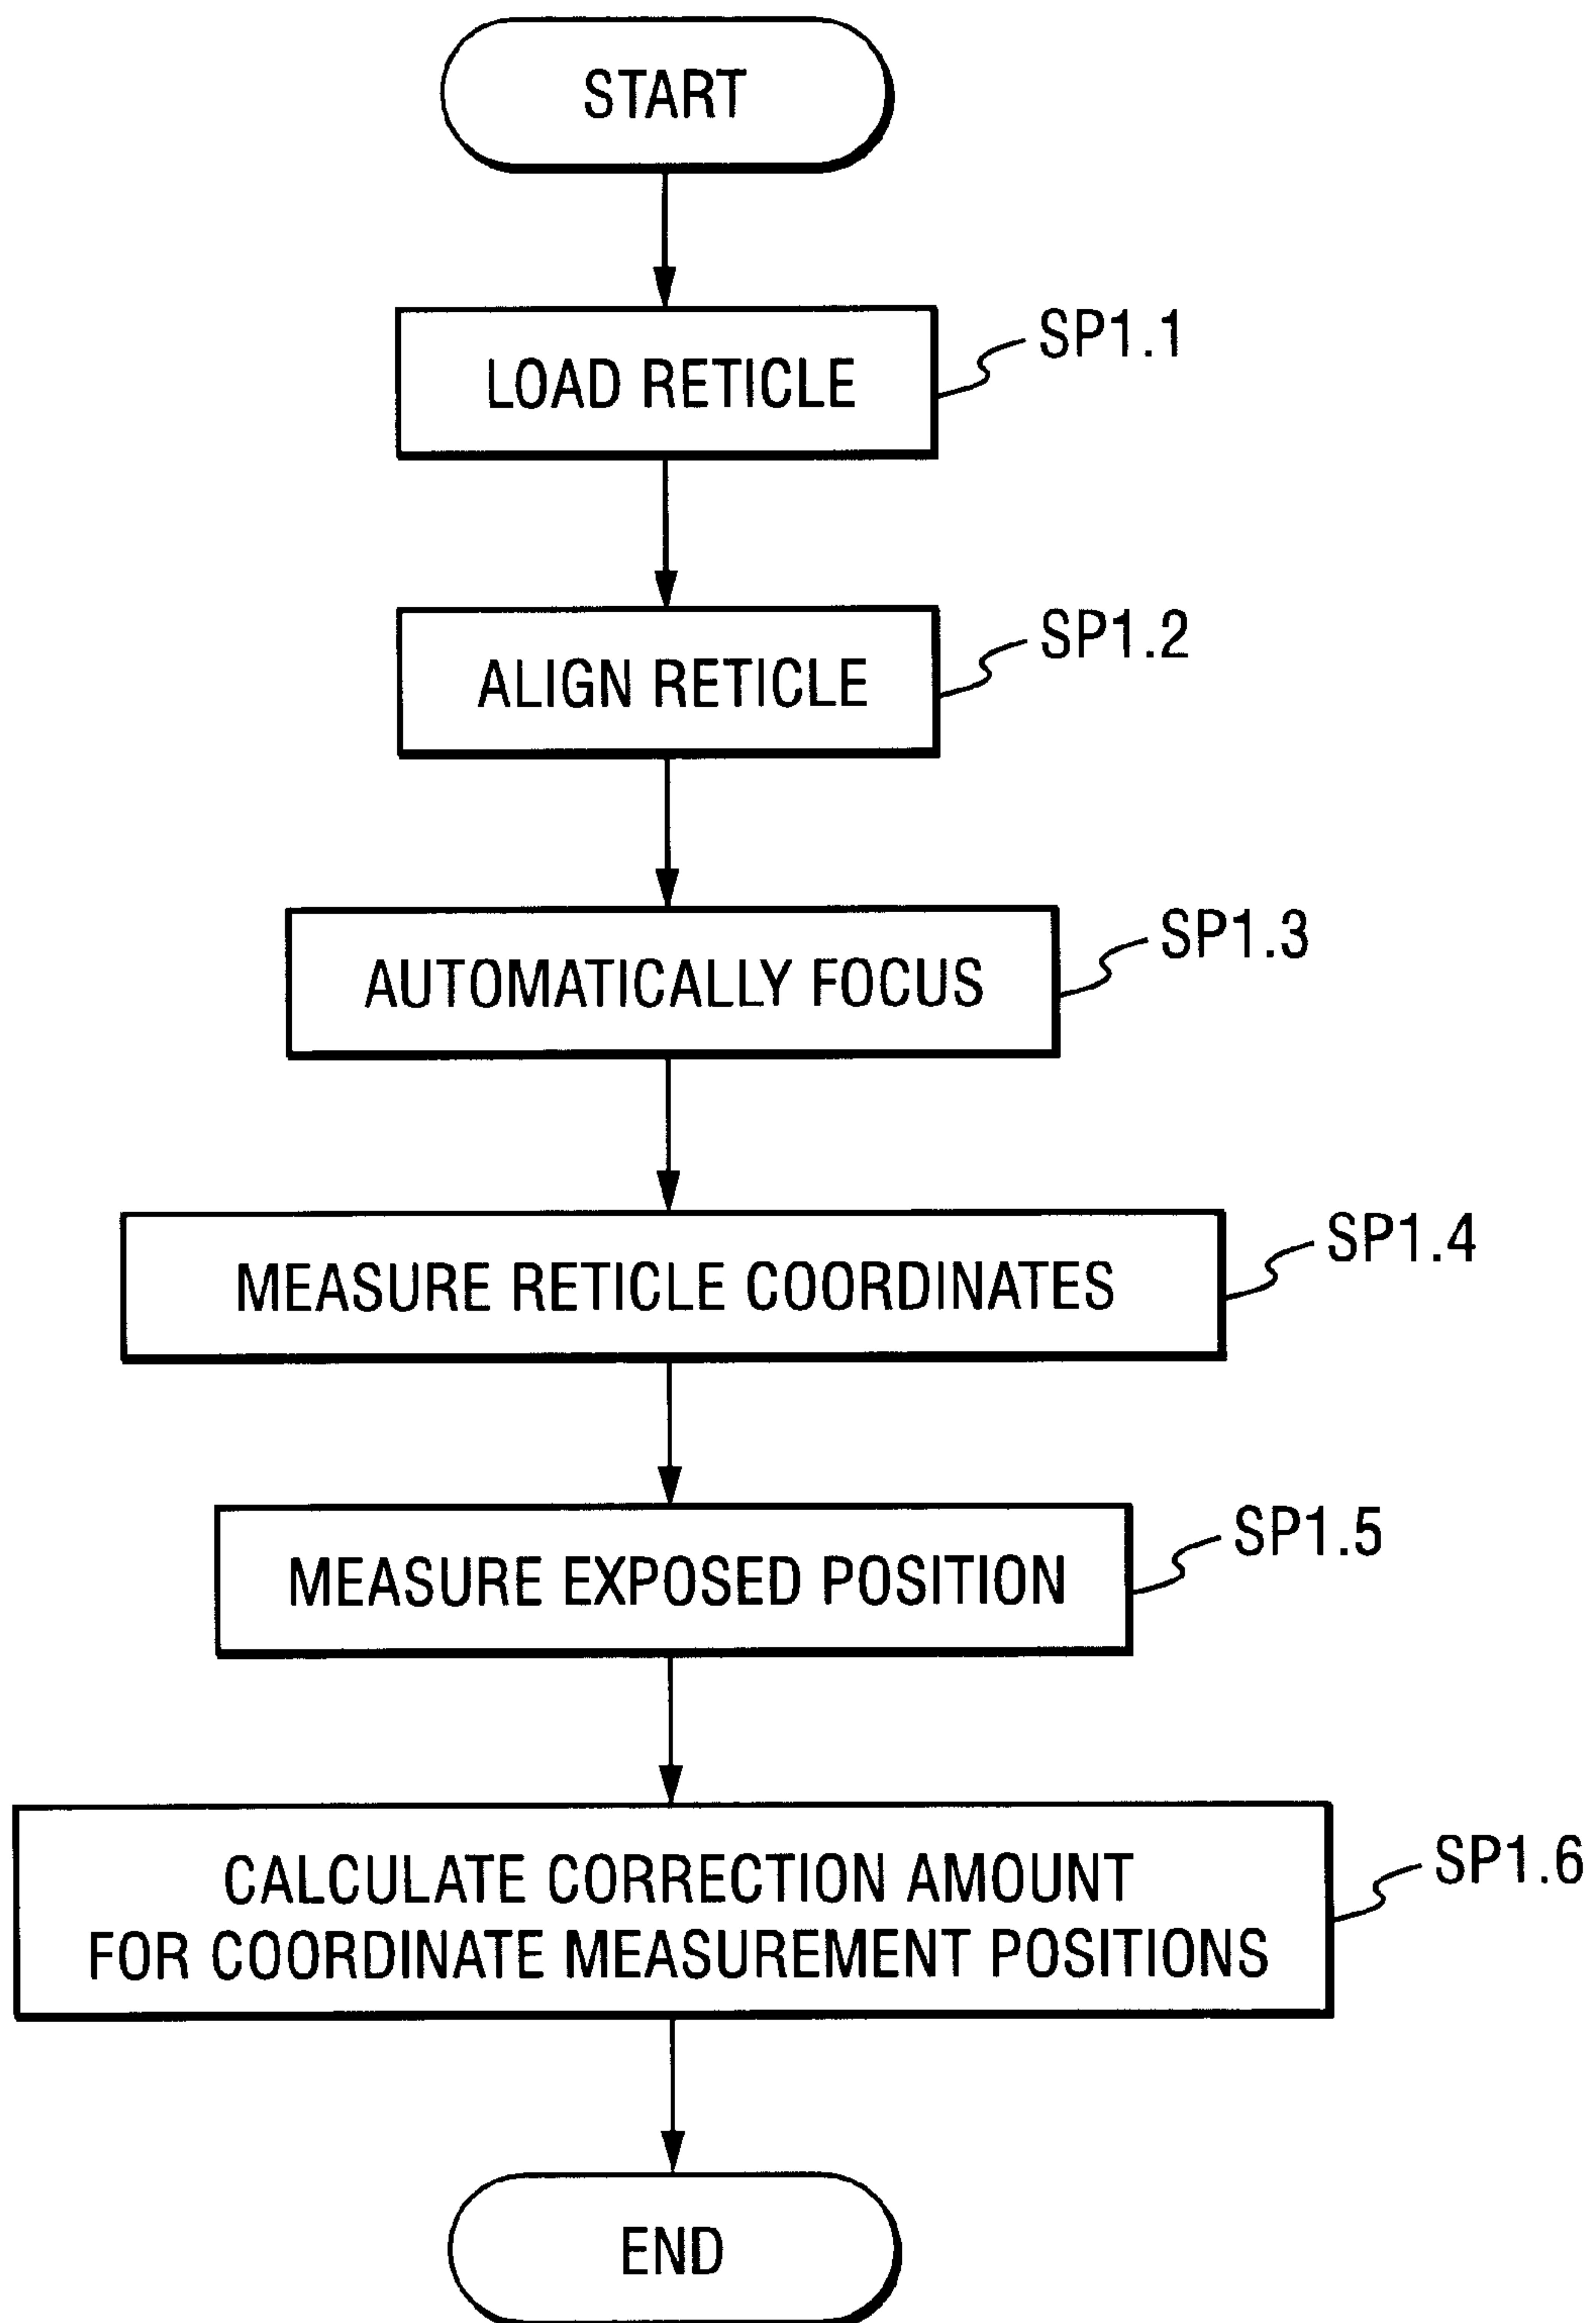 START
LOAD RETICLE
SP1.1
ALIGN RETICLE
SP1.2
AUTOMATICALLY FOCUS
SP1.3
MEASURE RETICLE COORDINATES
SP1.4
MEASURE EXPOSED POSITION
SP1.5
CALCULATE CORRECTION AMOUNT
FOR COORDINATE MEASUREMENT POSITIONS
SP1.6
END